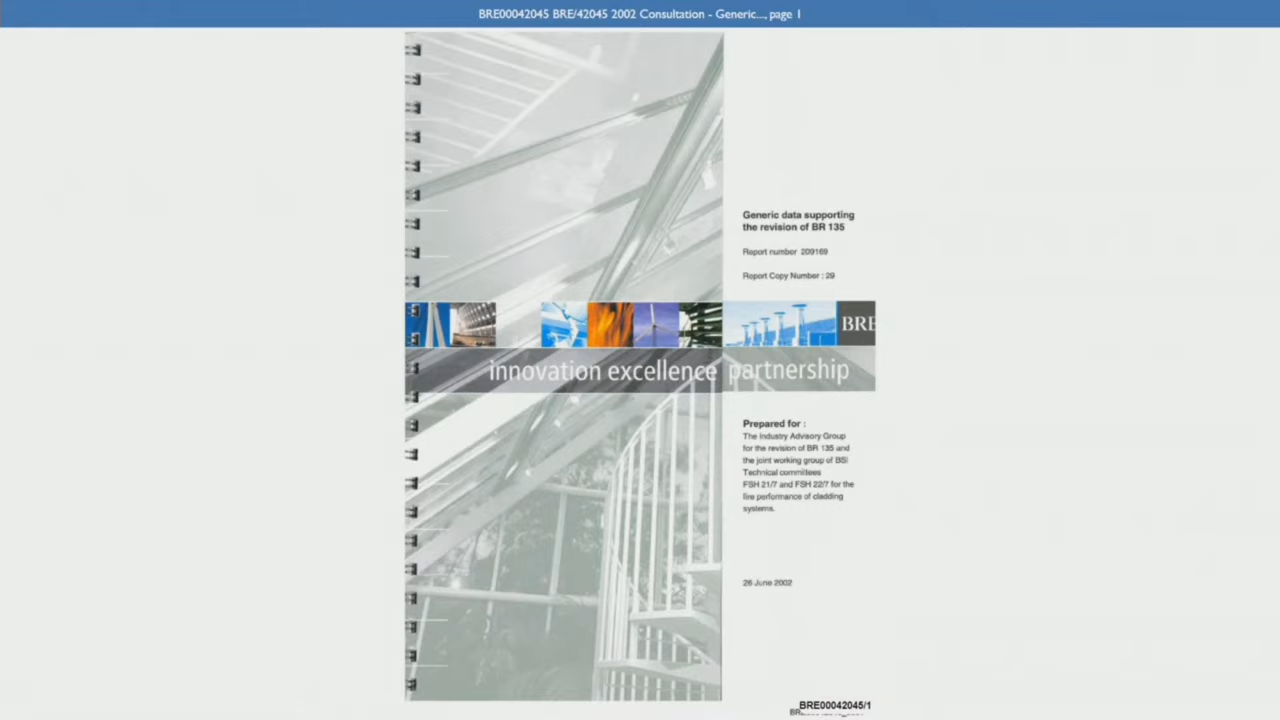 BRE00042045 BRE/42045 2002 Consultation - Generic..., page 1
Generic data supporting
the revision of BR 135
Report number 209169
Report Copy Number : 29
BRE
innovation excellence partnership
Prepared for :
The Industry Advisory Group
for the revision of BR 135 and
the joint working group of BSI
Technical committees
FSH 21/7 and FSH 22/7 for the
fire performance of cladding
systems.
26 June 2002
BRE00042045/1